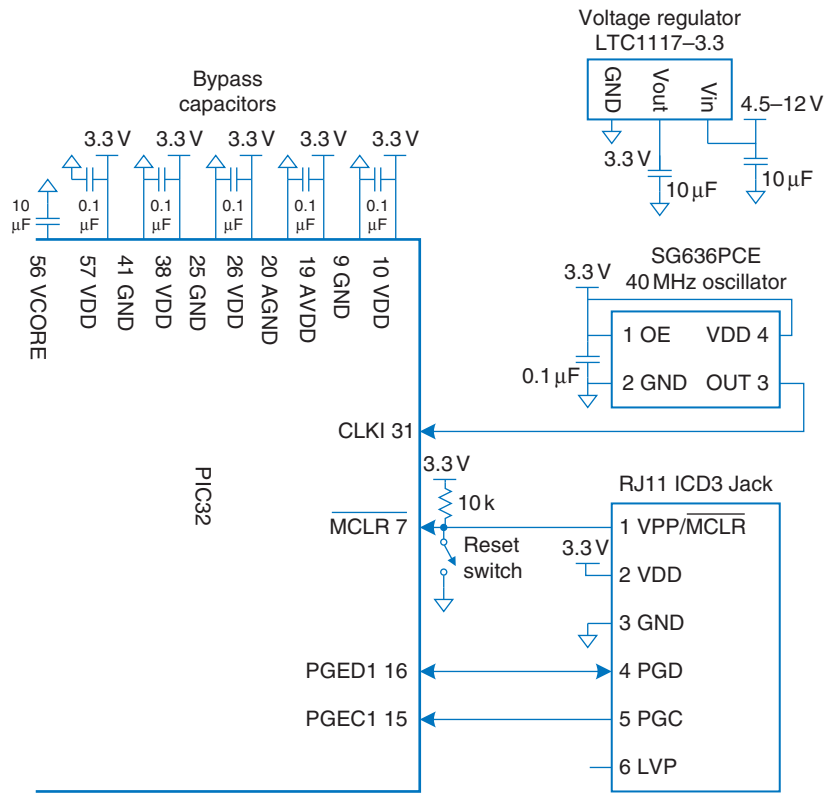 Voltage regulator
LTC1117–3.3
GND
Vout
Vin
4.5–12 V
3.3 V
10 µF
10 µF
Bypass
capacitors
3.3 V
3.3 V
3.3 V
3.3 V
3.3 V
10
µF
0.1
µF
0.1
µF
0.1
µF
0.1
µF
0.1
µF
56 VCORE
57 VDD
41 GND
38 VDD
25 GND
26 VDD
20 AGND
19 AVDD
9 GND
10 VDD
SG636PCE
40 MHz oscillator
3.3 V
1 OE
VDD 4
0.1 µF
2 GND
OUT 3
CLKI 31
PIC32
3.3 V
10 k
MCLR 7
Reset
switch
RJ11 ICD3 Jack
1 VPP/MCLR
3.3 V
2 VDD
3 GND
PGED1 16
4 PGD
PGEC1 15
5 PGC
6 LVP